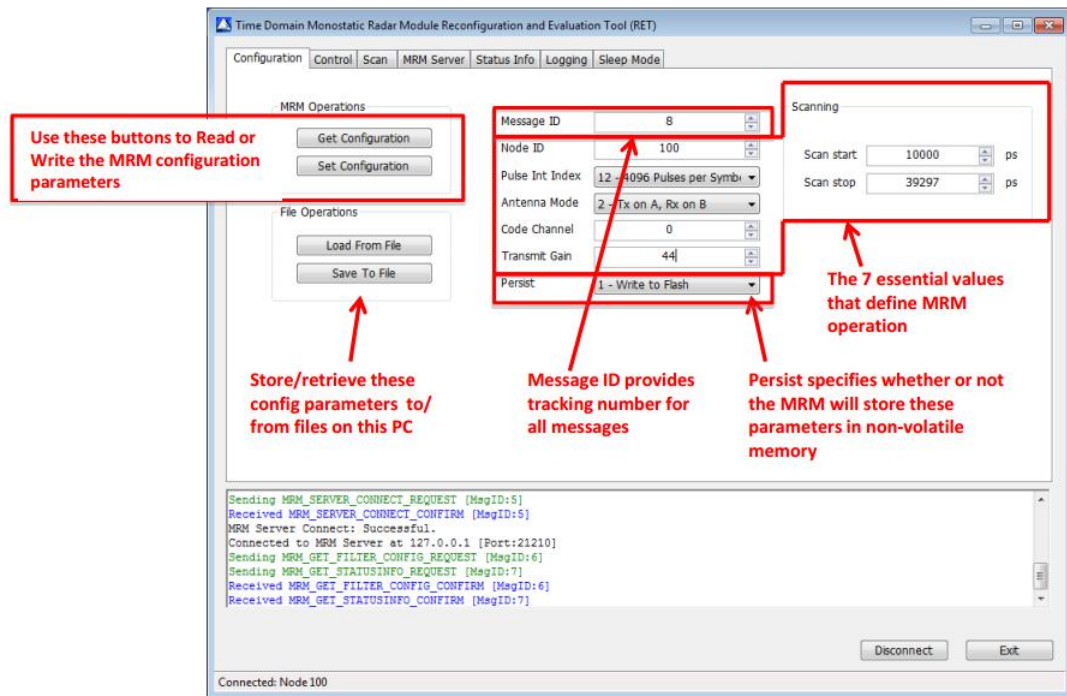 Time Domain Monostatic Radar Module Reconfiguration and Evaluation Tool (RET)
Configuration Control Scan MRM Server Status Info Logging Sleep Mode
MRM Operations
Get Configuration
Set Configuration
Use these buttons to Read or
Write the MRM configuration
parameters
File Operations
Load From File
Save To File
Message ID 8
Node ID 100
Pulse Int Index 12 - 4096 Pulses per Symb
Antenna Mode 2 - Tx on A, Rx on B
Code Channel 0
Transmit Gain 44
Persist 1 - Write to Flash
Scanning
Scan start 10000 ps
Scan stop 39297 ps
The 7 essential values
that define MRM
operation
Store/retrieve these
config parameters to/
from files on this PC
Message ID provides
tracking number for
all messages
Persist specifies whether or not
the MRM will store these
parameters in non-volatile
memory
Sending MRM_SERVER_CONNECT_REQUEST [MsgID:5]
Received MRM_SERVER_CONNECT_CONFIRM [MsgID:5]
MRM Server Connect: Successful.
Connected to MRM Server at 127.0.0.1 [Port:21210]
Sending MRM_GET_FILTER_CONFIG_REQUEST [MsgID:6]
Sending MRM_GET_STATUSINFO_REQUEST [MsgID:7]
Received MRM_GET_FILTER_CONFIG_CONFIRM [MsgID:6]
Received MRM_GET_STATUSINFO_CONFIRM [MsgID:7]
Disconnect Exit
Connected: Node 100